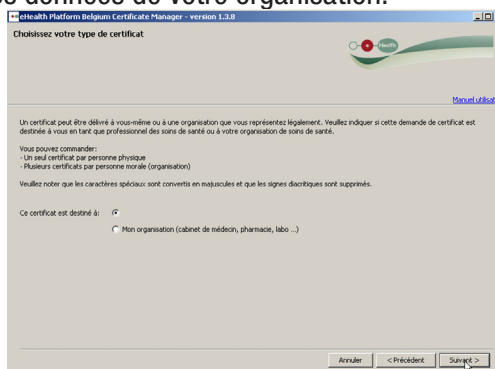 s données de votre organisation.
eHealth Platform Belgium Certificate Manager - version 1.3.8
Choisissez votre type de certificat
Health
Manuel utilisat
Un certificat peut être délivré à vous-même ou à une organisation que vous représentez légalement. Veuillez indiquer si cette demande de certificat est
destinée à vous en tant que professionnel des soins de santé ou à votre organisation de soins de santé.
Vous pouvez commander:
- Un seul certificat par personne physique
- Plusieurs certificats par personne morale (organisation)
Veuillez noter que les caractères spéciaux sont convertis en majuscules et que les signes diacritiques sont supprimés.
Ce certificat est destiné à:
Mon organisation (cabinet de médecin, pharmacie, labo ...)
Annuler
< Précédent
Suivant >